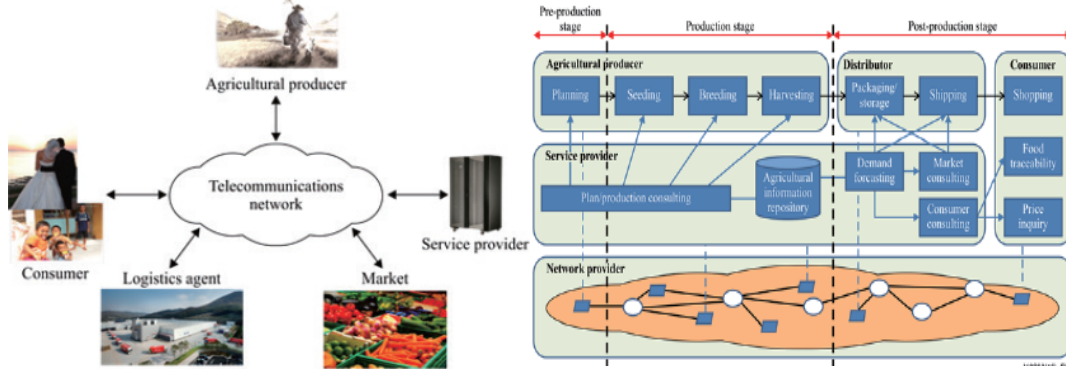 Agricultural producer
Telecommunications
network
Service provider
Consumer
Logistics agent
Market
Pre-production
stage
Production stage
Post-production stage
Agricultural producer
Distributor
Consumer
Planning
Seeding
Breeding
Harvesting
Packaging/
storage
Shipping
Shopping
Service provider
Plan/production consulting
Agricultural
information
repository
Demand
forcasting
Market
consulting
Consumer
consulting
Food
traceability
Price
inquiry
Network provider